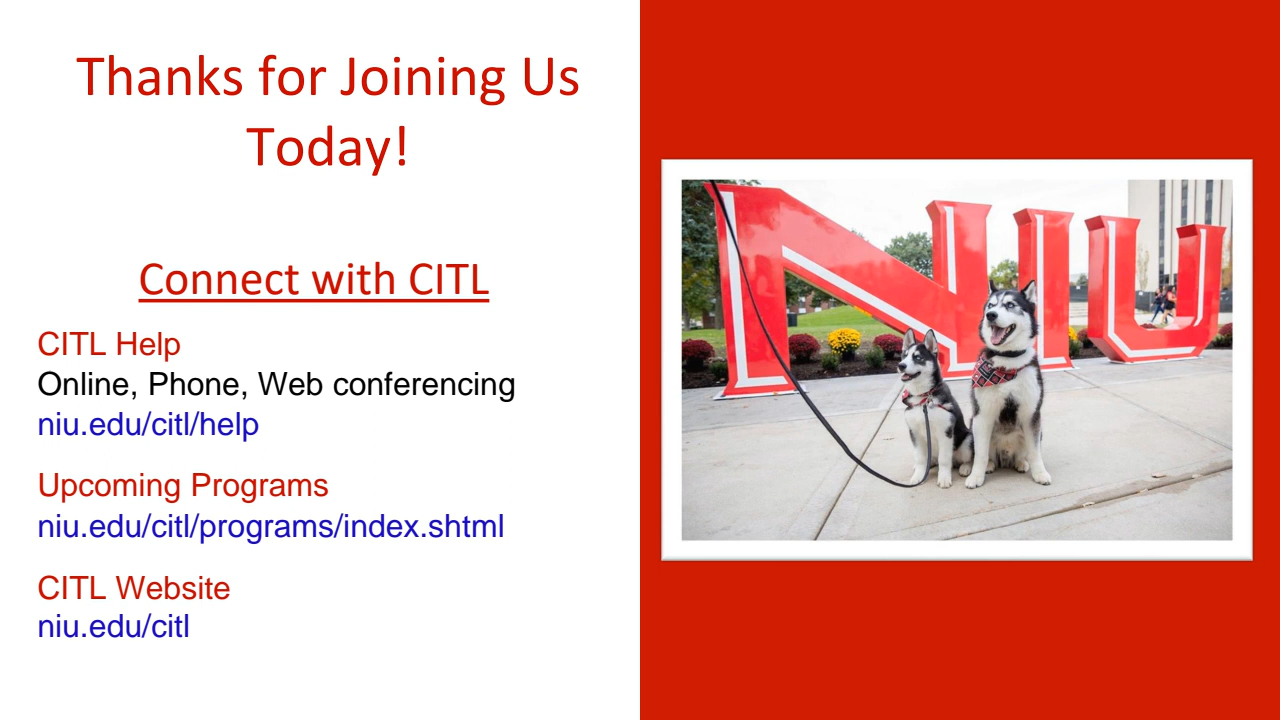 Thanks for Joining Us
Today!
Connect with CITL
CITL Help
Online, Phone, Web conferencing
niu.edu/citl/help
Upcoming Programs
niu.edu/citl/programs/index.shtml
CITL Website
niu.edu/citl
NIU